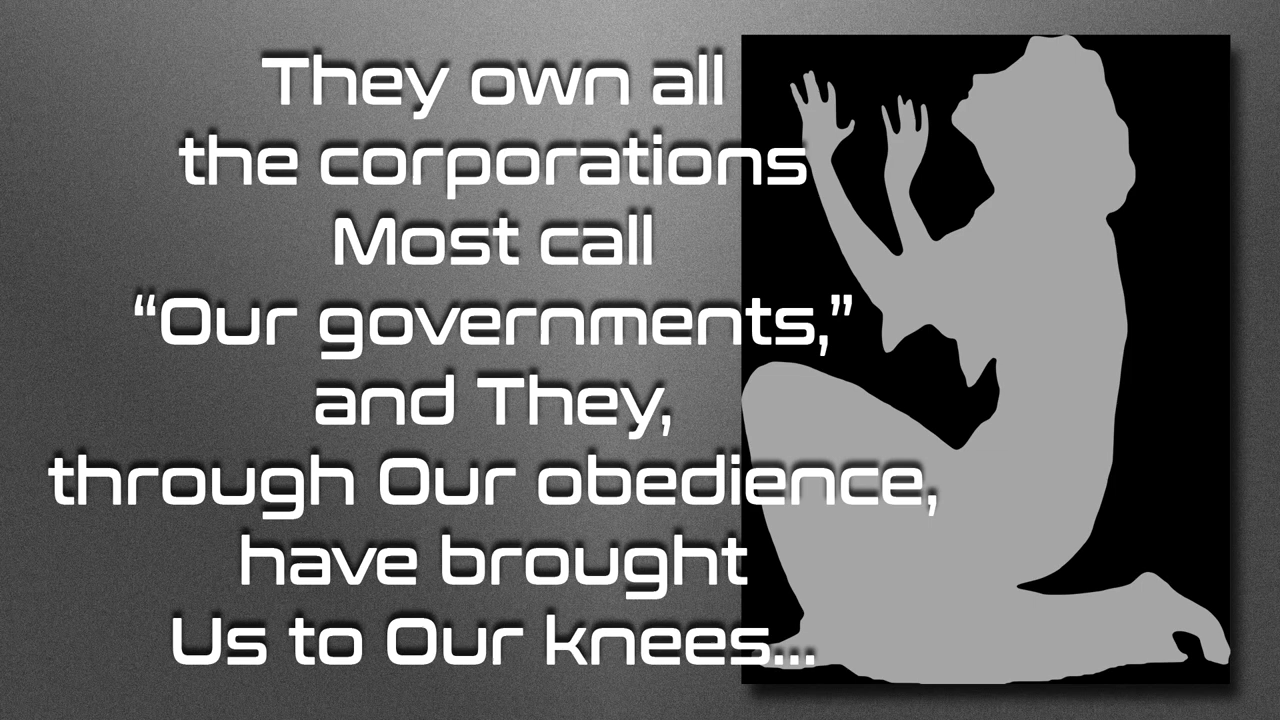 They own all
the corporations
Most call
“Our governments,”
and They,
through Our obedience,
have brought
Us to Our knees...